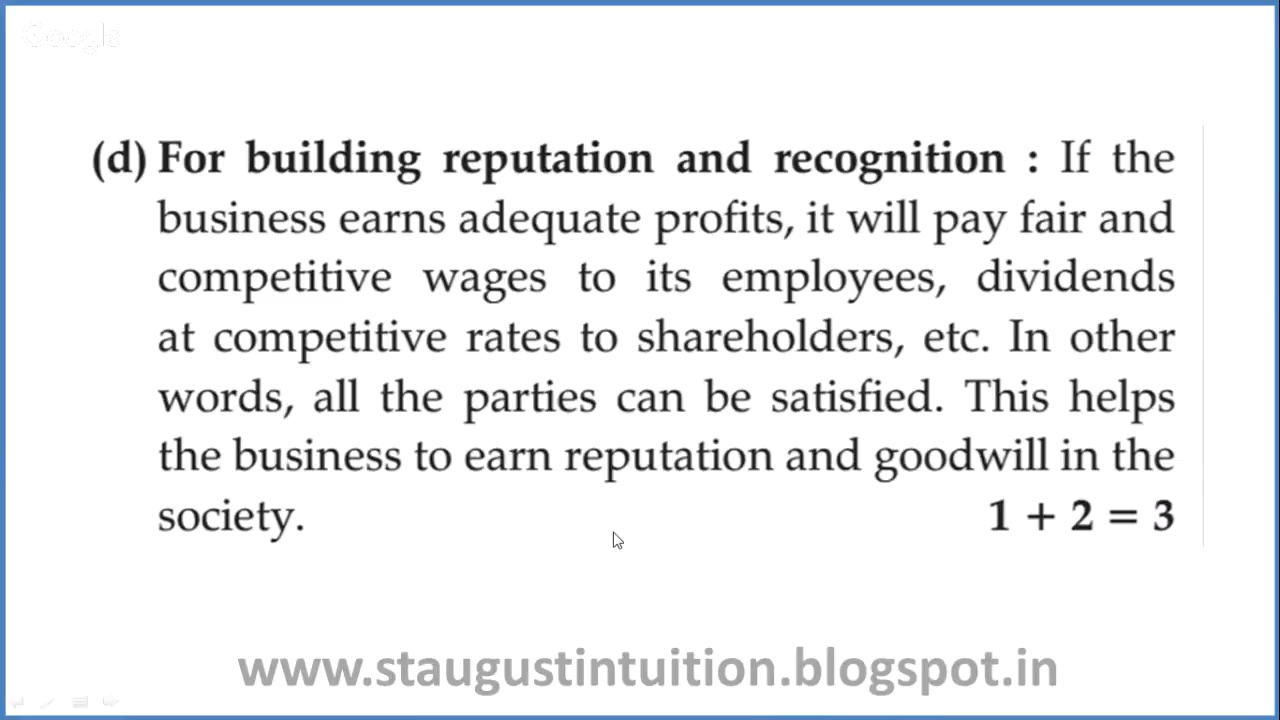 Google
(d) For building reputation and recognition : If the
business earns adequate profits, it will pay fair and
competitive wages to its employees, dividends
at competitive rates to shareholders, etc. In other
words, all the parties can be satisfied. This helps
the business to earn reputation and goodwill in the
society. 1 + 2 = 3
www.staugustintuition.blogspot.in